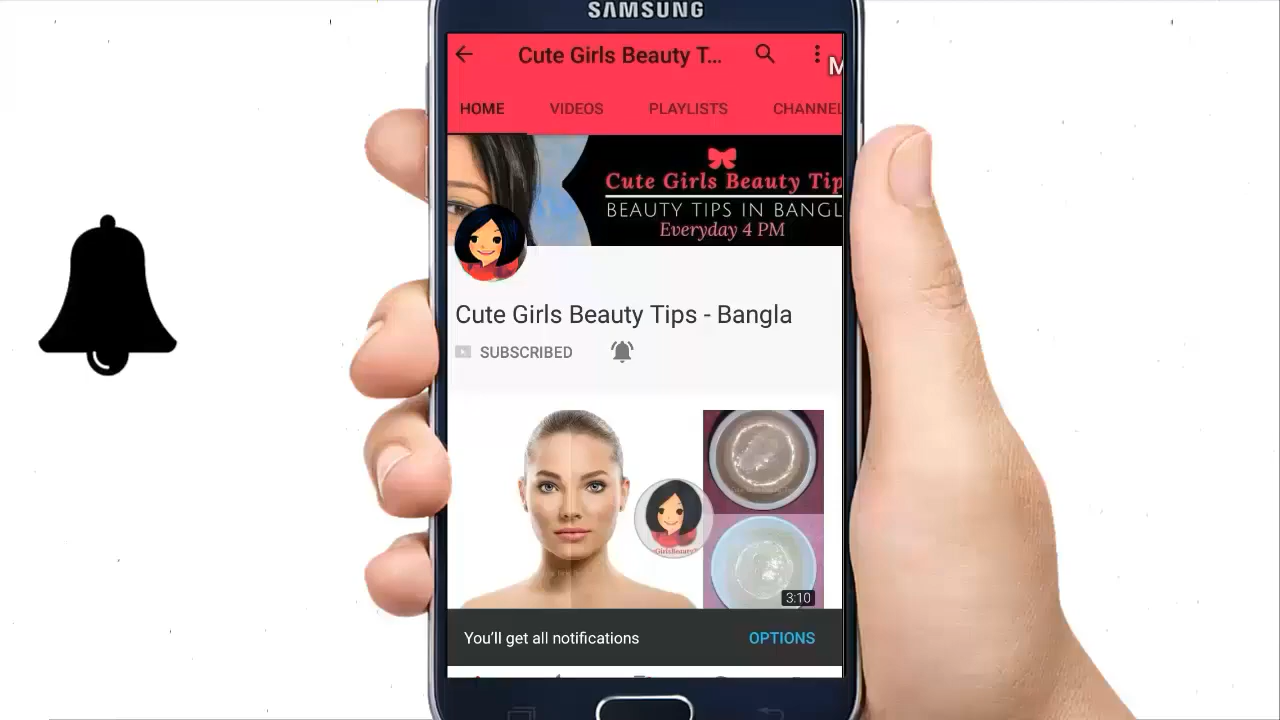 SAMSUNG
Cute Girls Beauty T...
M
HOME VIDEOS PLAYLISTS CHANNEL
Cute Girls Beauty Tip
BEAUTY TIPS IN BANGL
Everyday 4 PM
Cute Girls Beauty Tips - Bangla
SUBSCRIBED
GirlsBeautyT
3:10
You'll get all notifications OPTIONS